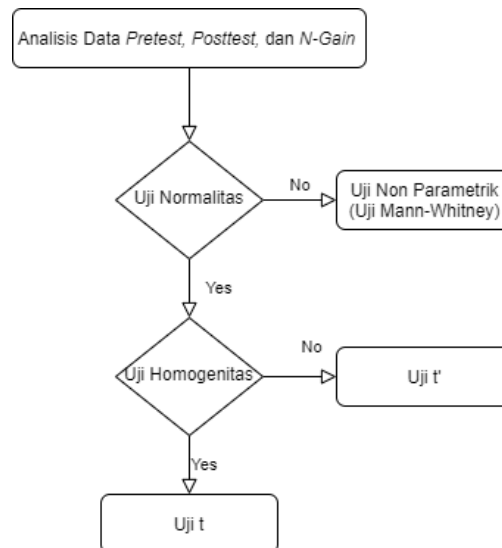 Analisis Data Pretest, Posttest, dan N-Gain
Uji Normalitas
No
Uji Non Parametrik
(Uji Mann-Whitney)
Yes
Uji Homogenitas
No
Uji t'
Yes
Uji t